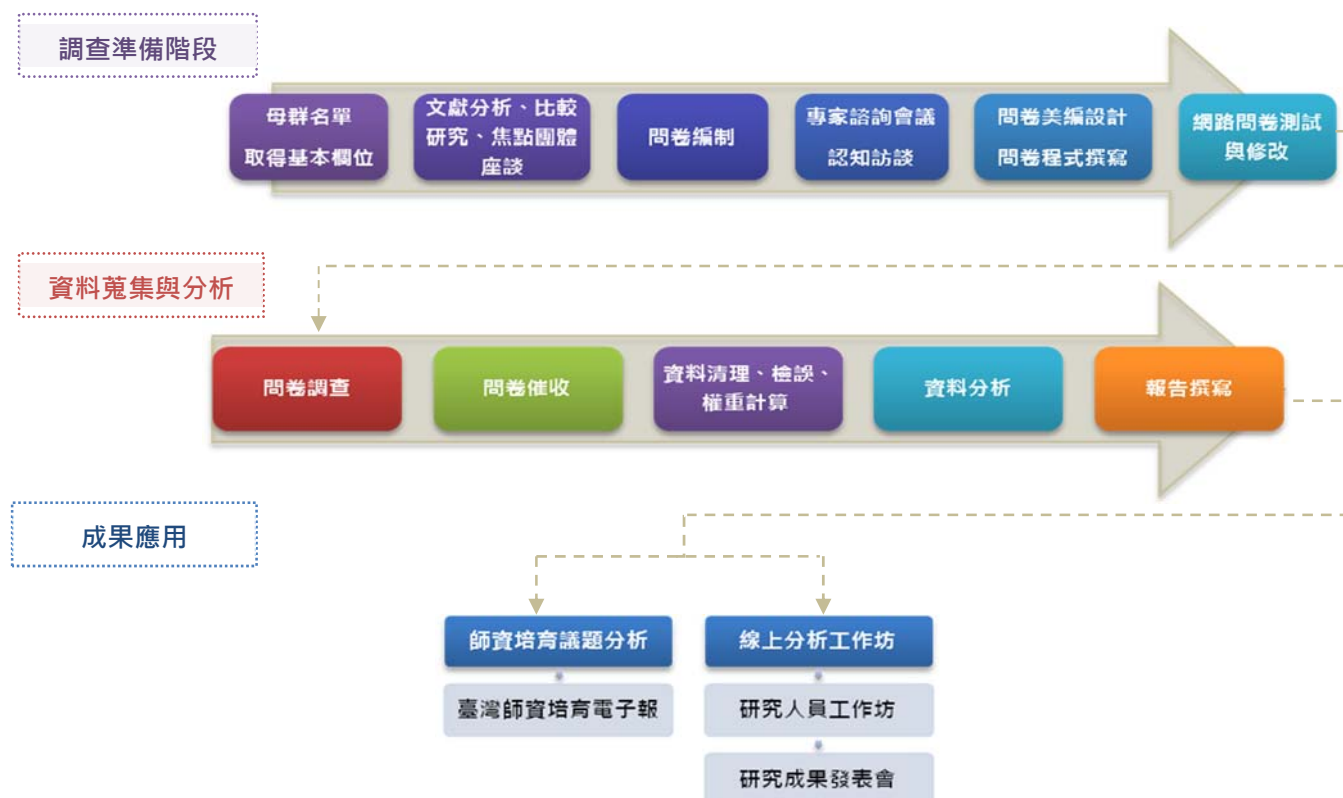 調查準備階段
母群名單
取得基本欄位
文獻分析、比較
研究、焦點團體
座談
問卷編制
專家諮詢會議
認知訪談
問卷美編設計
問卷程式撰寫
網路問卷測試
與修改
資料蒐集與分析
問卷調查
問卷催收
資料清理、檢誤、
權重計算
資料分析
報告撰寫
成果應用
師資培育議題分析
臺灣師資培育電子報
線上分析工作坊
研究人員工作坊
研究成果發表會